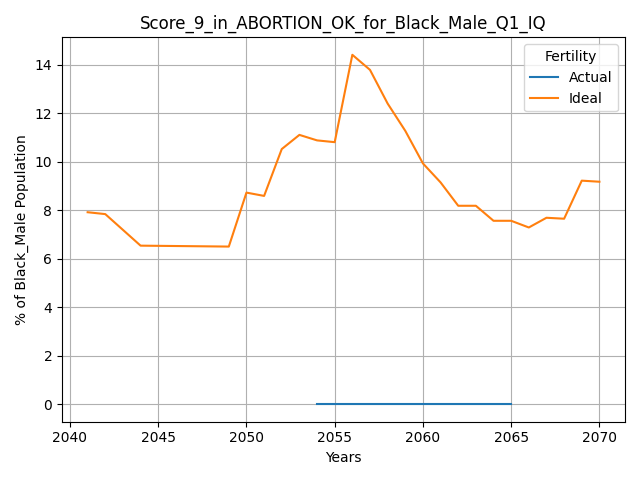 Score_9_in_ABORTION_OK_for_Black_Male_Q1_IQ
Fertility
Actual
Ideal
% of Black_Male Population
14
12
10
8
6
4
2
0
2040 2045 2050 2055 2060 2065 2070
Years